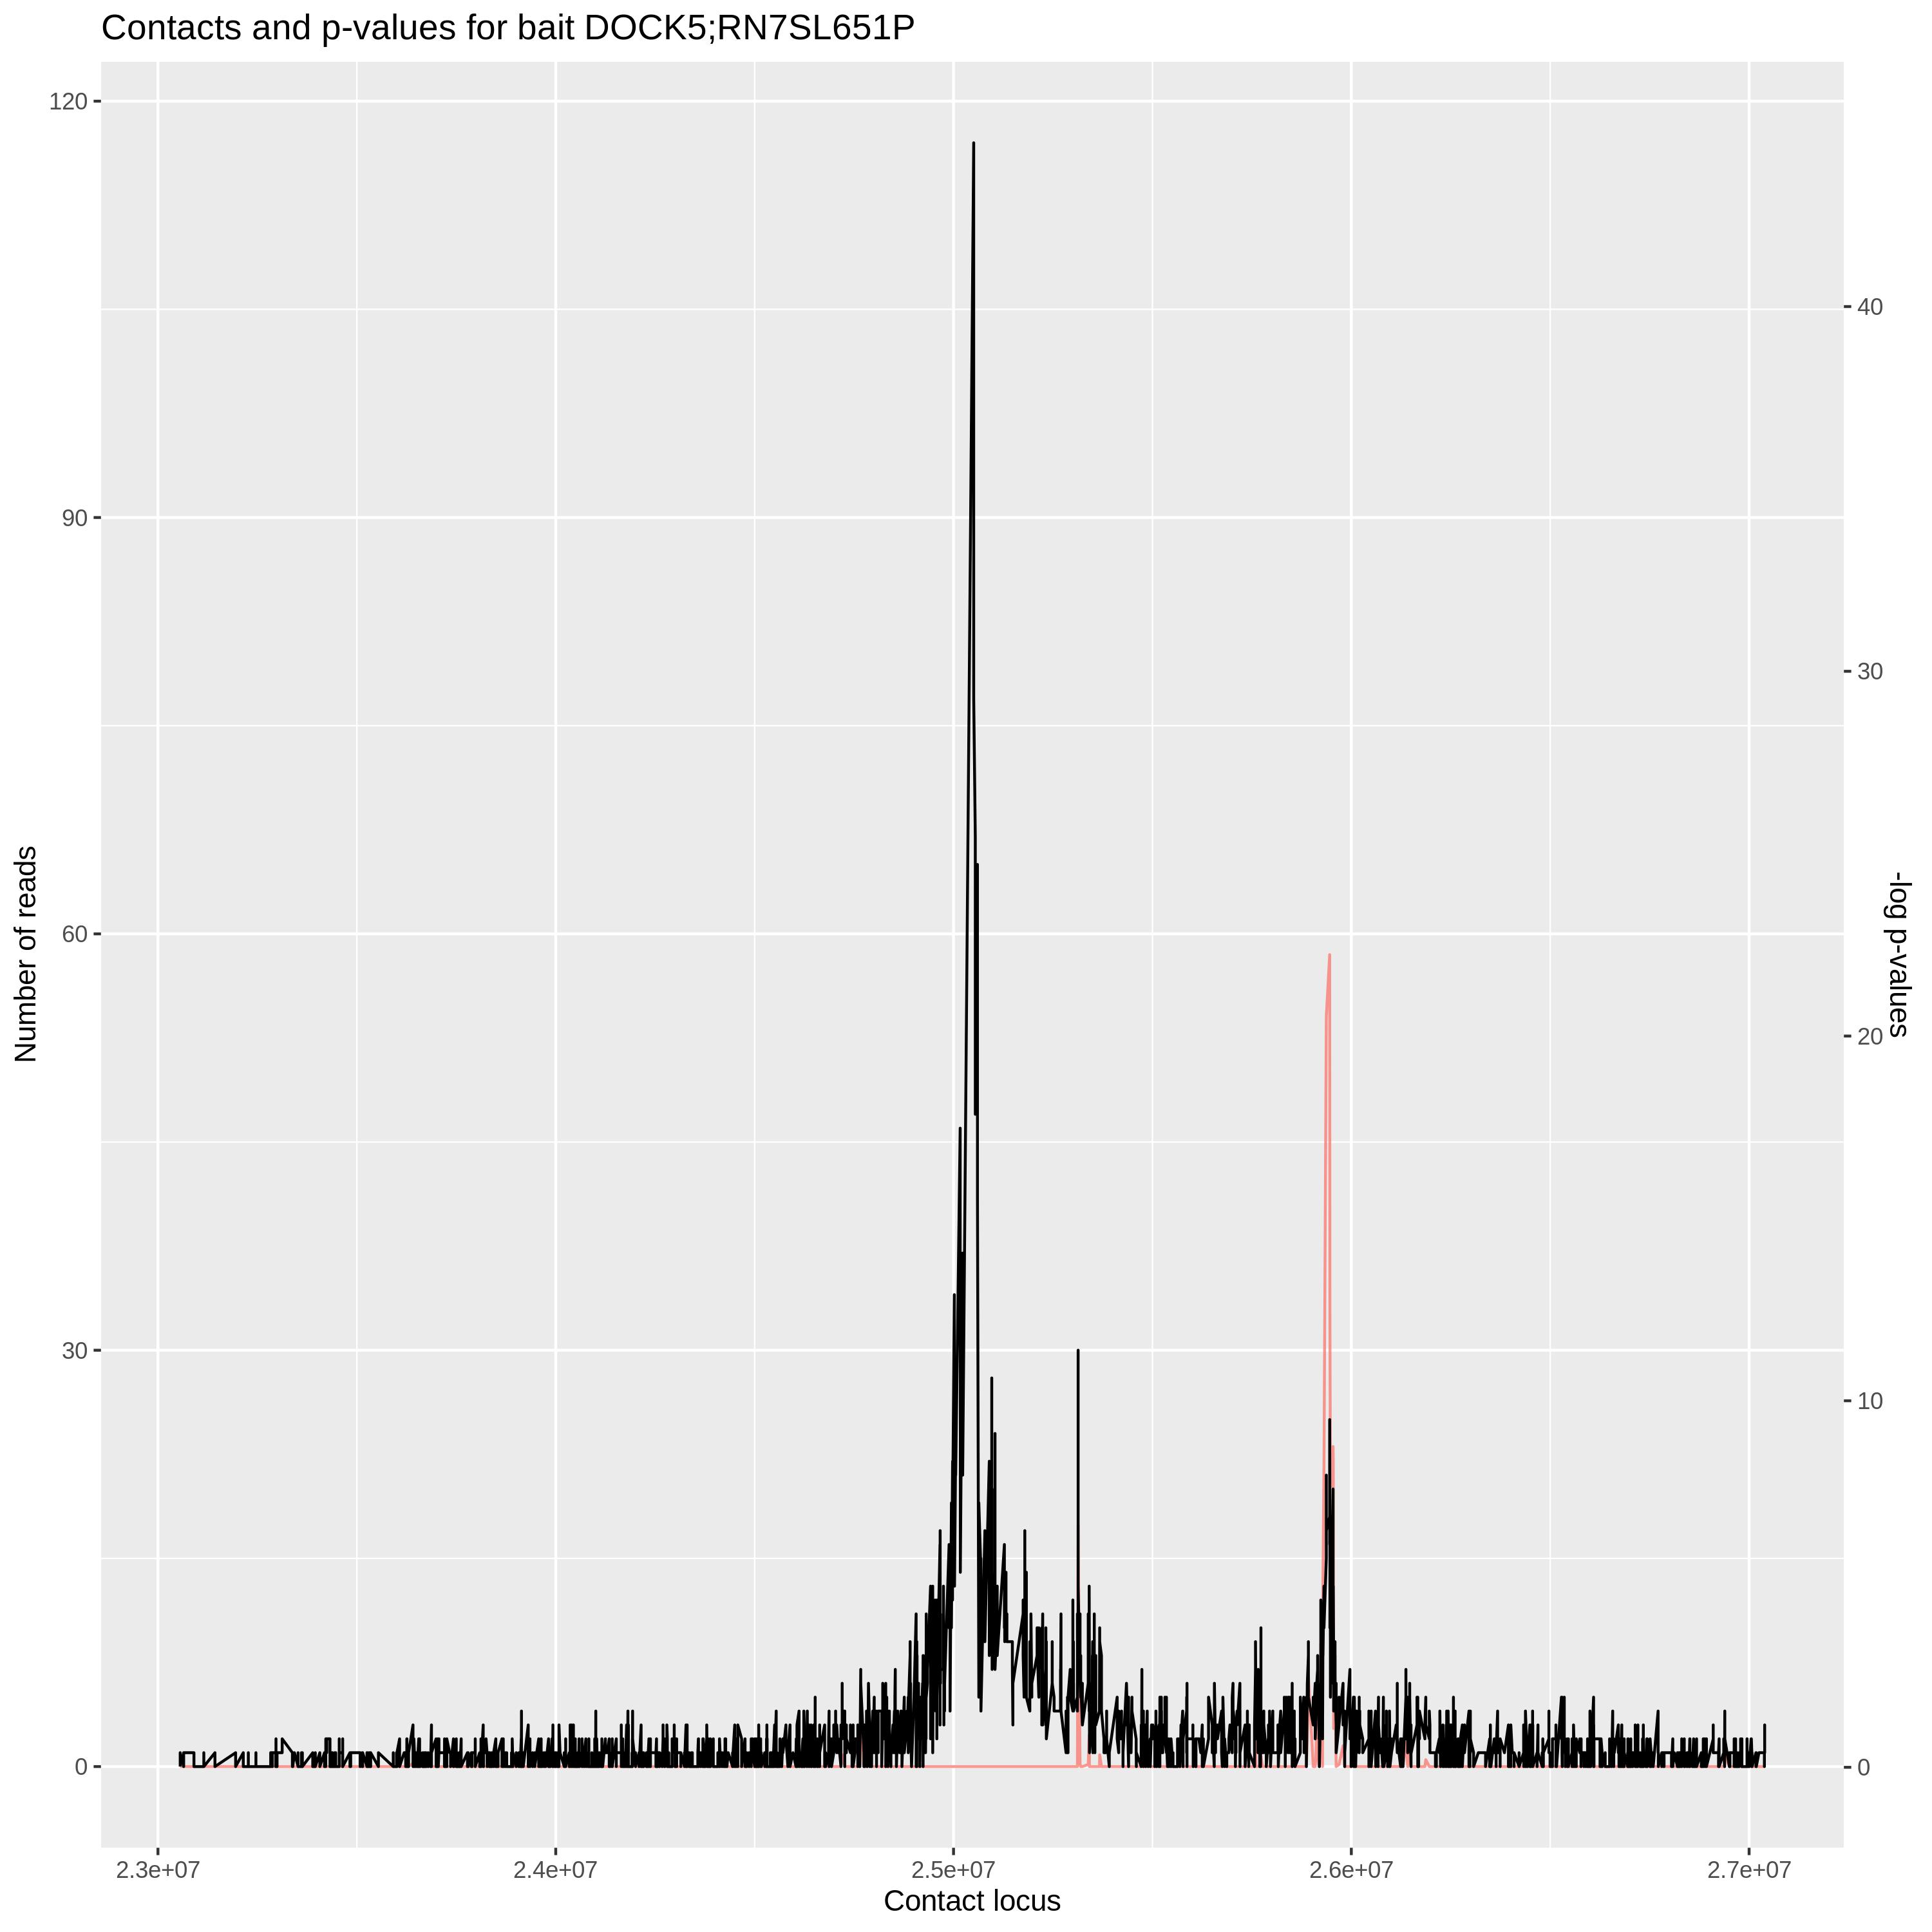 Contacts and p-values for bait DOCK5;RN7SL651P
120
90
60
30
0
Number of reads
40
30
20
10
0
-log p-values
2.3e+07 2.4e+07 2.5e+07 2.6e+07 2.7e+07
Contact locus